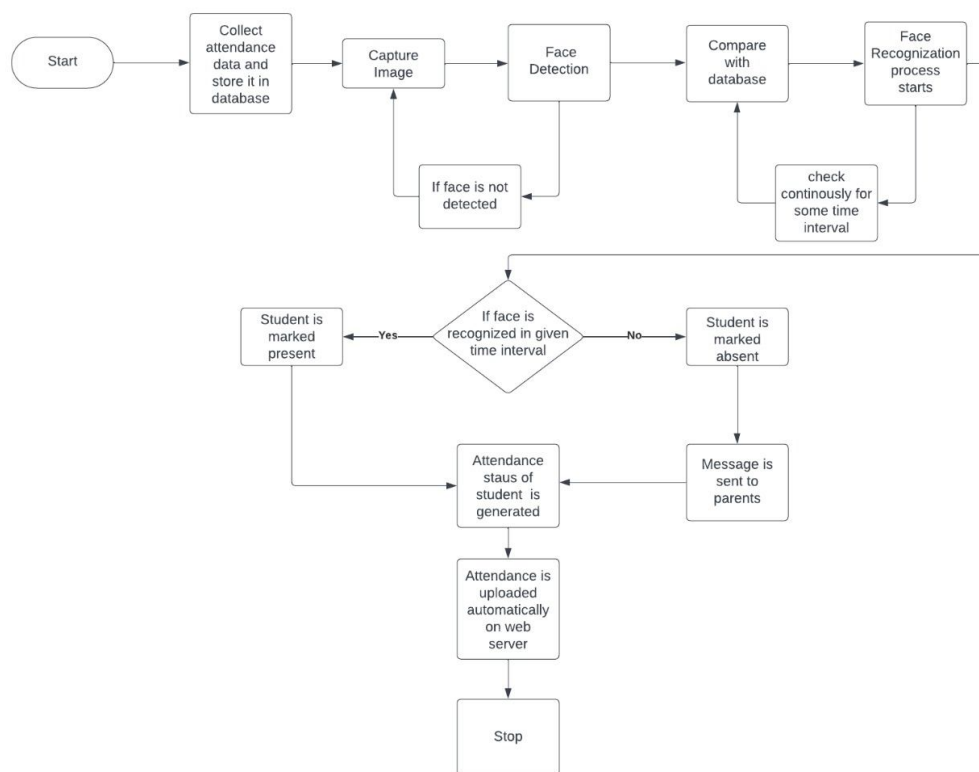 Start
Collect
attendance
data and
store it in
database
Capture
Image
Face
Detection
Compare
with
database
Face
Recognization
process
starts
If face is not
detected
check
continously for
some time
interval
If face is
recognized in given
time interval
Yes
No
Student is
marked
present
Student is
marked
absent
Attendance
staus of
student is
generated
Message is
sent to
parents
Attendance is
uploaded
automatically
on web
server
Stop